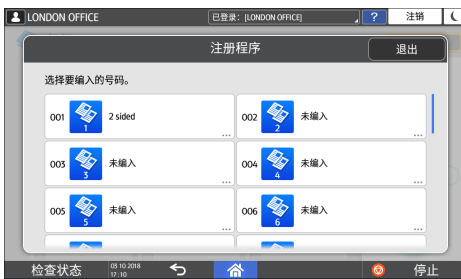 LONDON OFFICE
已登录：[LONDON OFFICE]
?
注销
注册程序
退出
选择要编入的号码。
001 1 2 sided
002 2 未编入
003 3 未编入
004 4 未编入
005 5 未编入
006 6 未编入
检查状态
03 10 2018
17:10
停止